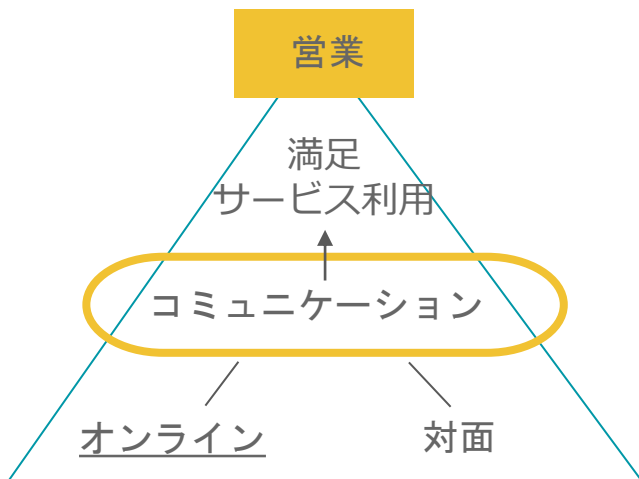 営業
満足
サービス利用
コミュニケーション
オンライン
対面